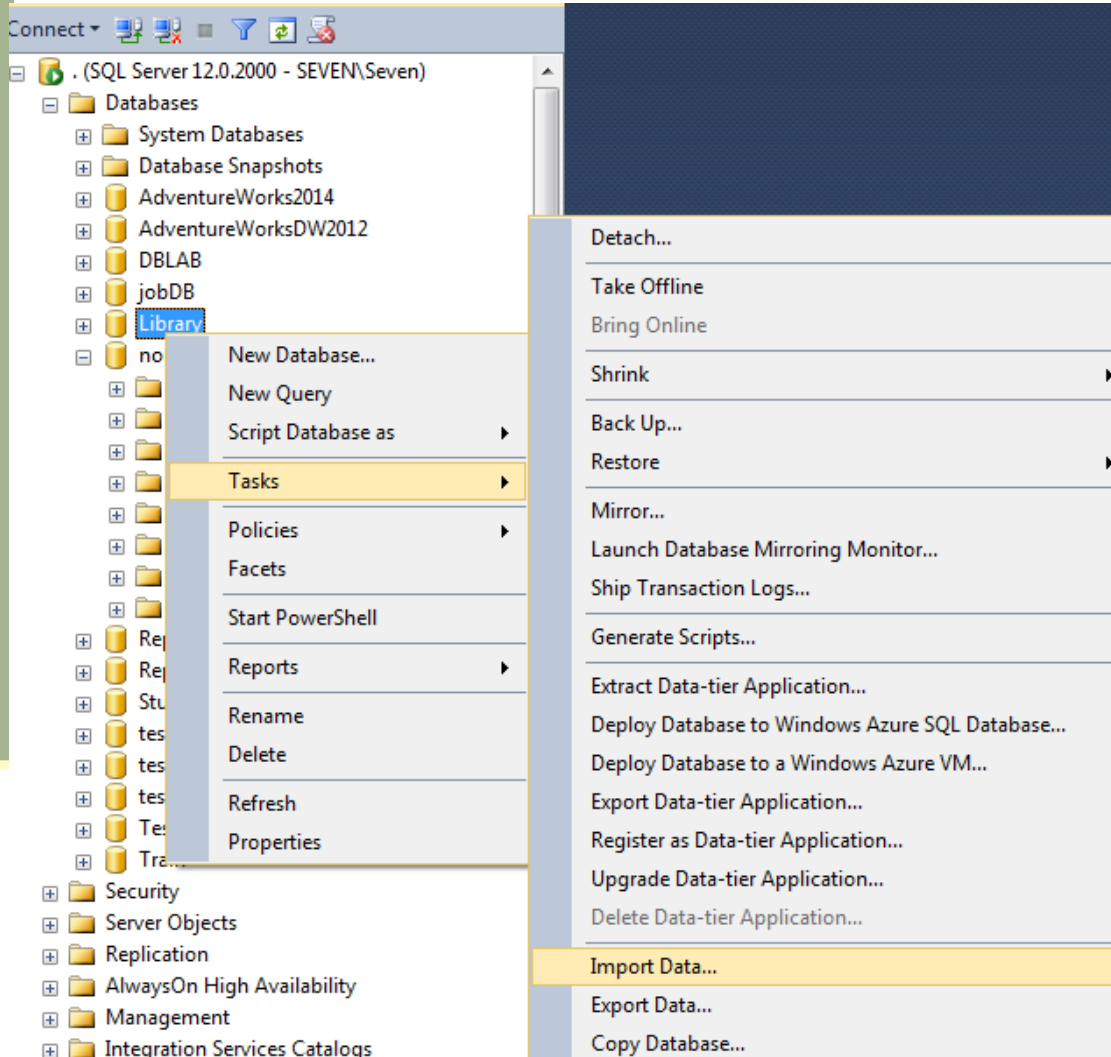 Connect
. (SQL Server 12.0.2000 - SEVEN\Seven)
Databases
System Databases
Database Snapshots
AdventureWorks2014
AdventureWorksDW2012
DBLAB
jobDB
Library
New Database...
New Query
Script Database as
Tasks
Policies
Facets
Start PowerShell
Reports
Rename
Delete
Refresh
Properties
Security
Server Objects
Replication
AlwaysOn High Availability
Management
Integration Services Catalogs
Detach...
Take Offline
Bring Online
Shrink
Back Up...
Restore
Mirror...
Launch Database Mirroring Monitor...
Ship Transaction Logs...
Generate Scripts...
Extract Data-tier Application...
Deploy Database to Windows Azure SQL Database...
Deploy Database to a Windows Azure VM...
Export Data-tier Application...
Register as Data-tier Application...
Upgrade Data-tier Application...
Delete Data-tier Application...
Import Data...
Export Data...
Copy Database...